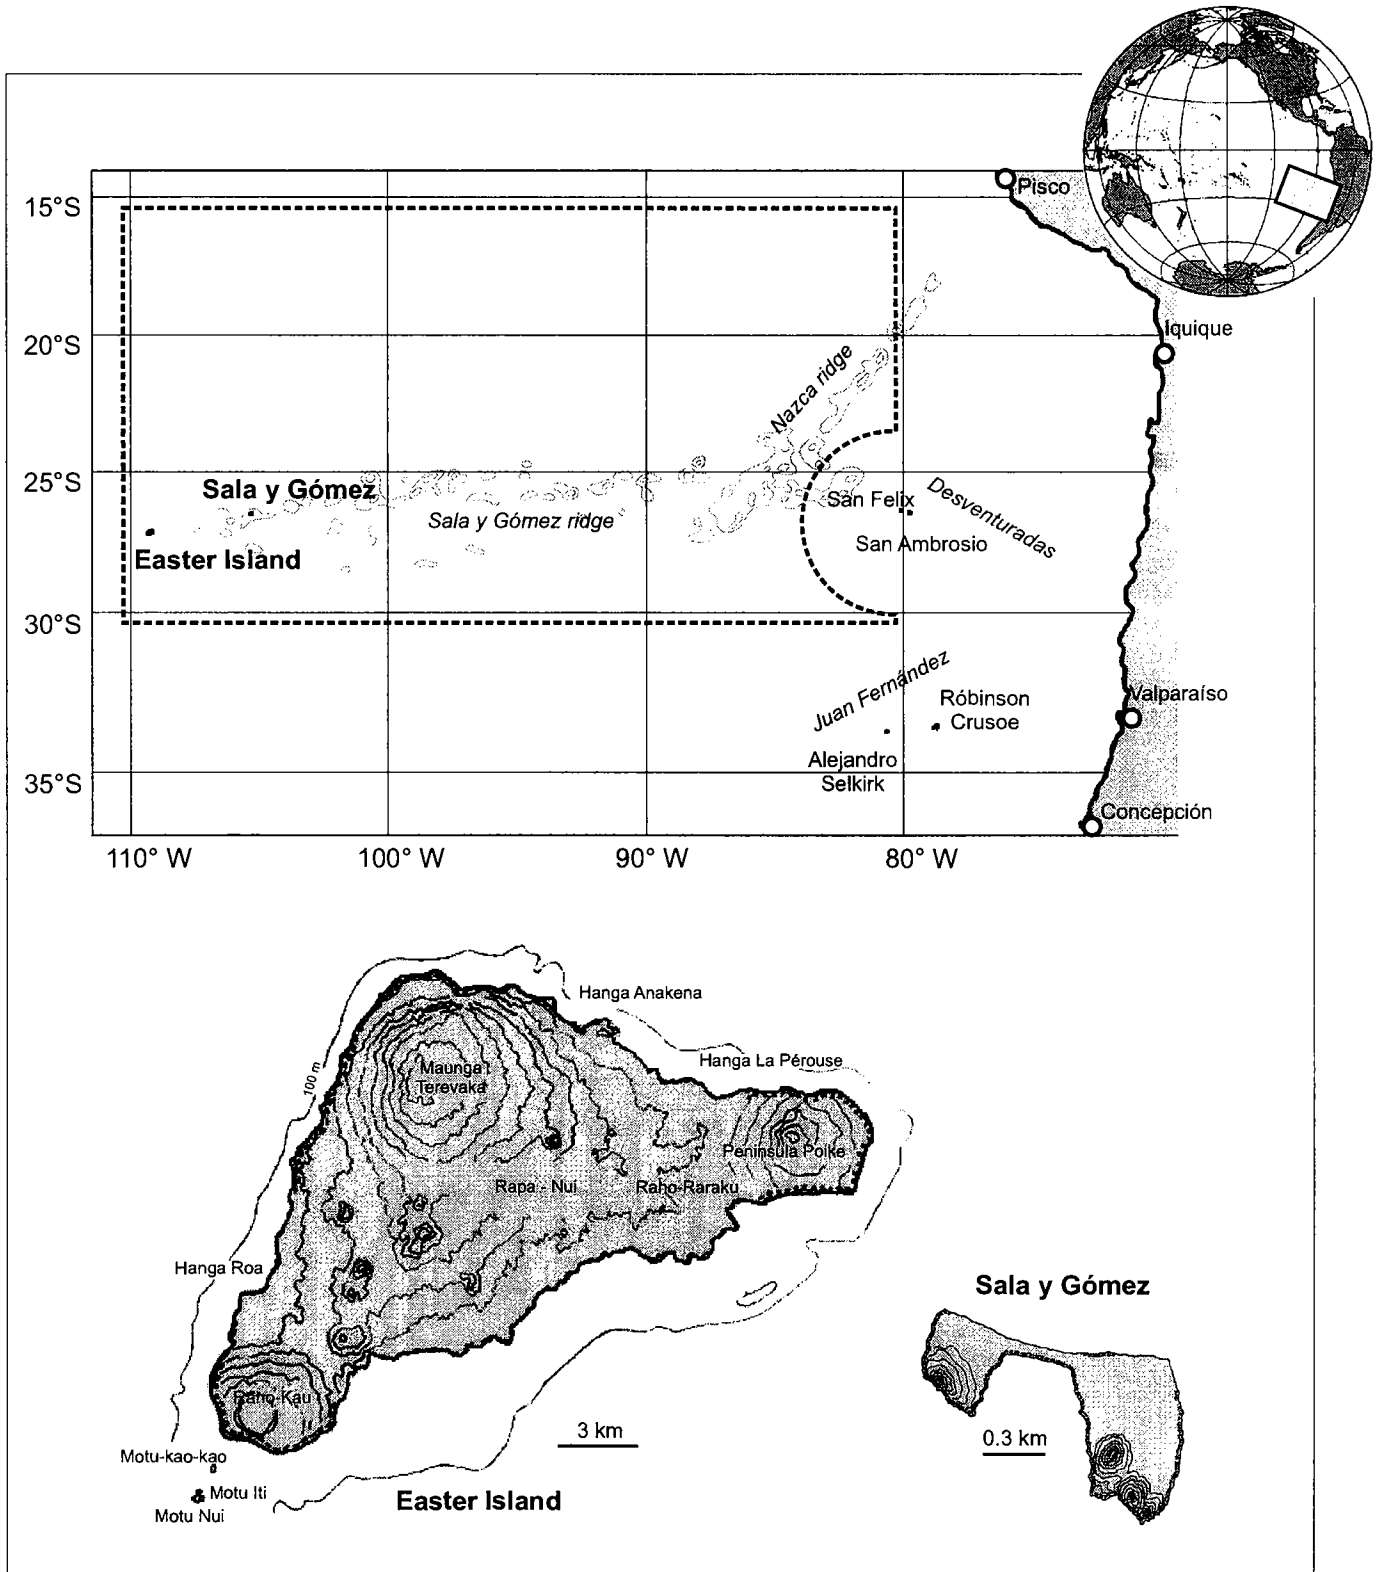 Pisco
15°S
Iquique
20°S
Nazca ridge
25°S
Sala y Gómez
San Felix
Desventuradas
Sala y Gómez ridge
San Ambrosio
Easter Island
30°S
Juan Fernández
Róbinson
Crusoe
Valparaíso
Alejandro
Selkirk
35°S
Concepción
110° W
100° W
90° W
80° W
Hanga Anakena
Hanga La Pérouse
Maunga
Terevaka
100 m
Peninsula Poike
Rapa - Nui
Raho-Raraku
Hanga Roa
Sala y Gómez
Raho-Kau
3 km
0.3 km
Motu-kao-kao
Motu Iti
Motu Nui
Easter Island